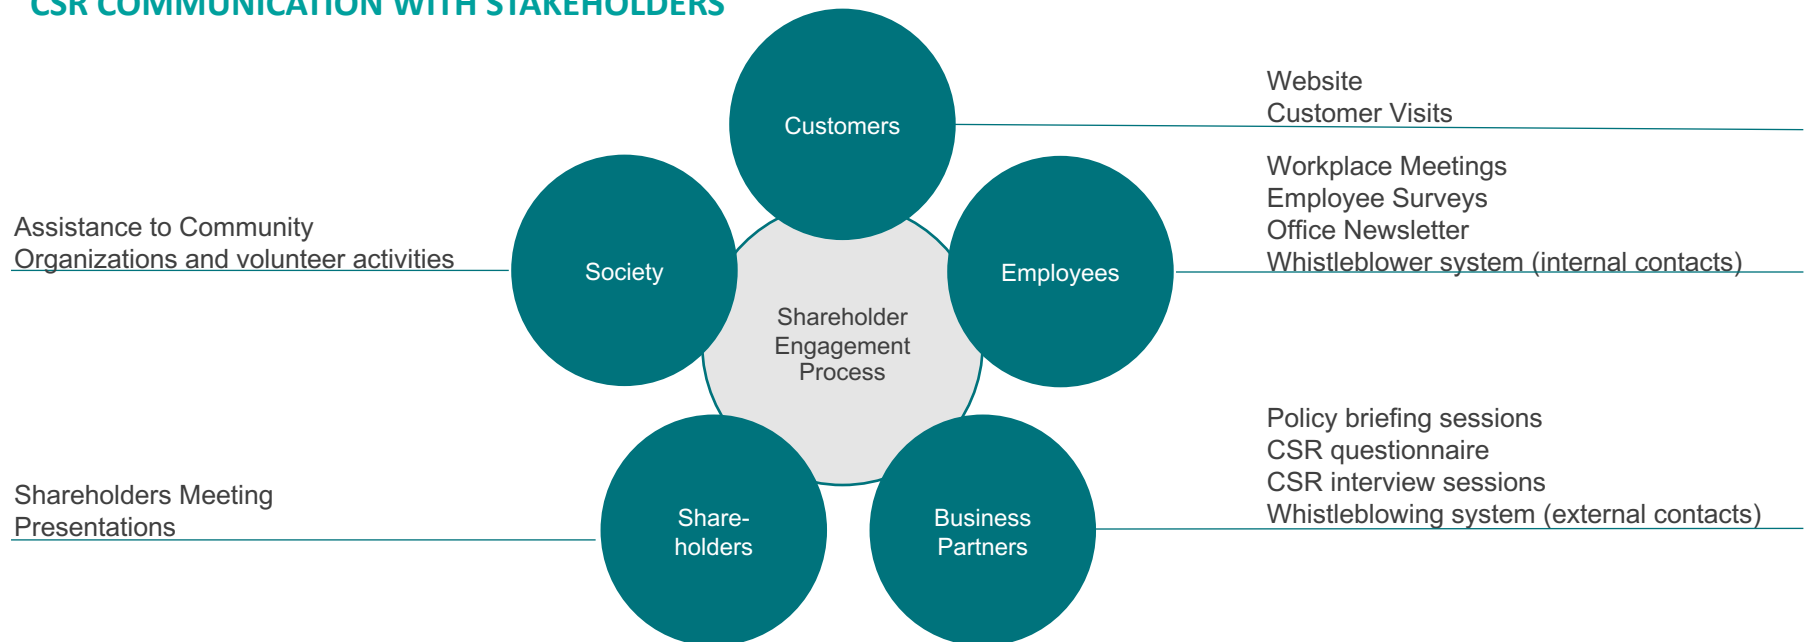 CSR COMMUNICATION WITH STAKEHOLDERS
Customers
Website
Customer Visits
Society
Assistance to Community
Organizations and volunteer activities
Employees
Workplace Meetings
Employee Surveys
Office Newsletter
Whistleblower system (internal contacts)
Shareholder
Engagement
Process
Share-
holders
Shareholders Meeting
Presentations
Business
Partners
Policy briefing sessions
CSR questionnaire
CSR interview sessions
Whistleblowing system (external contacts)